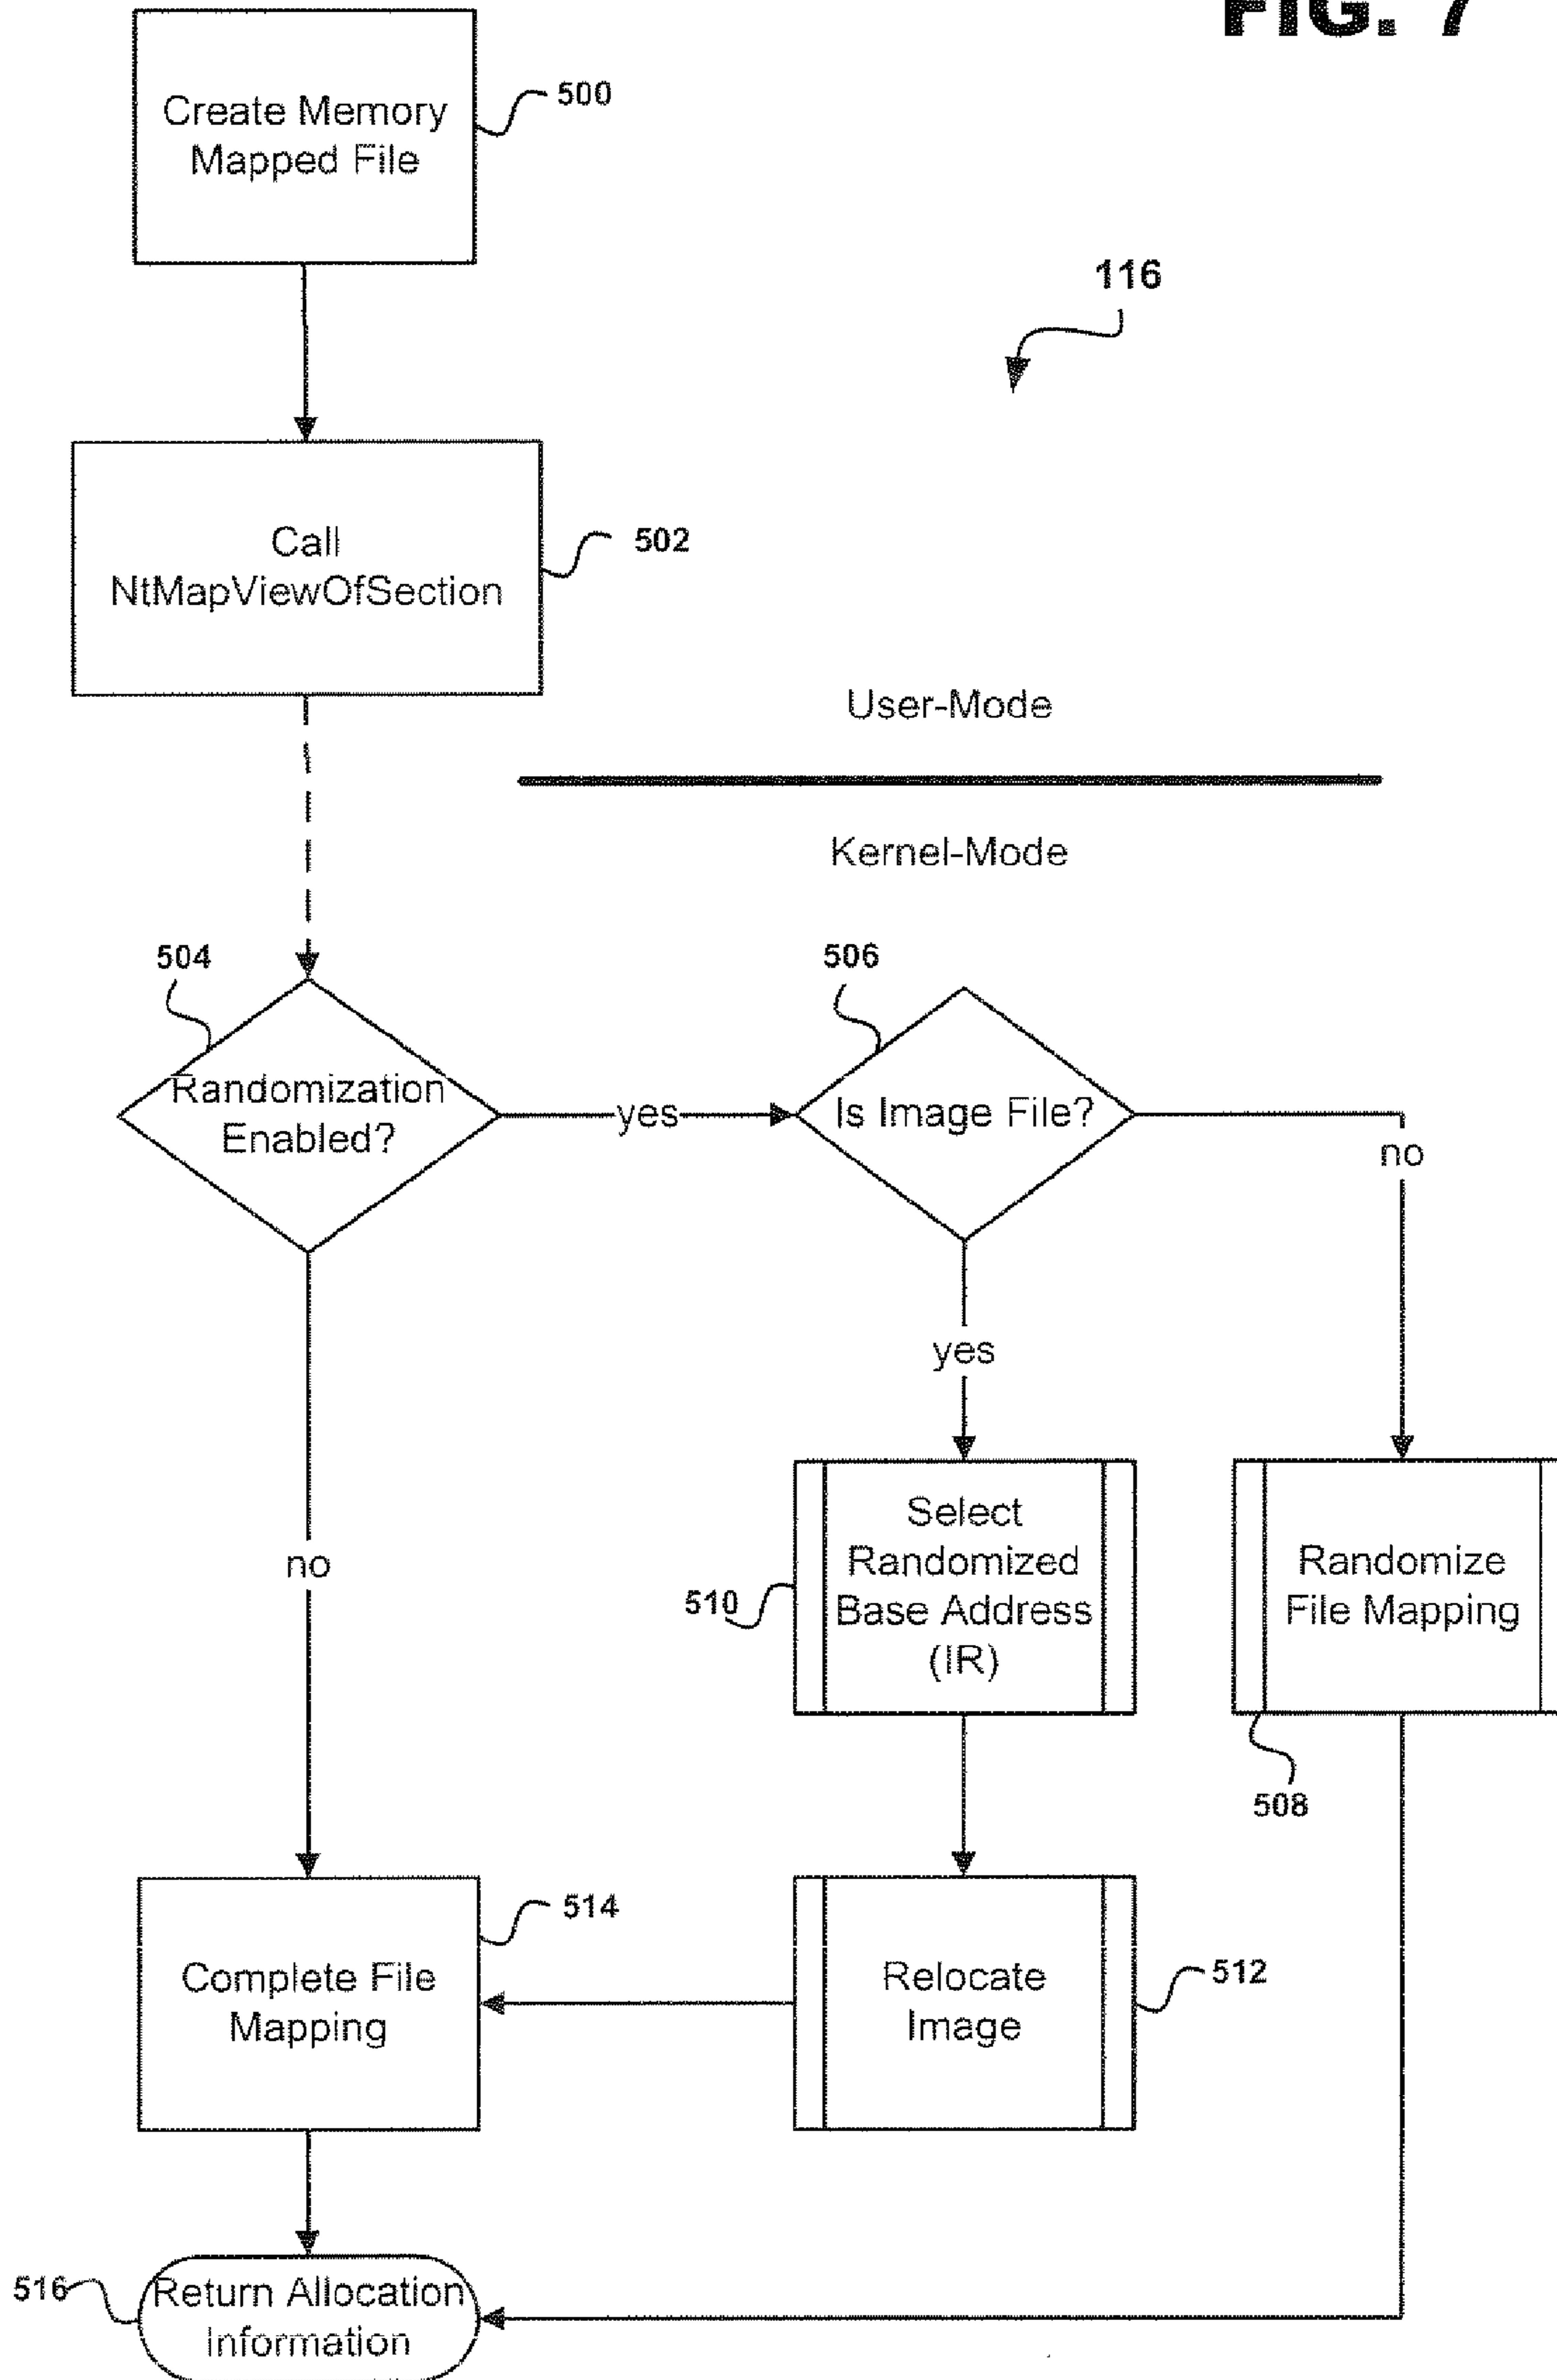 FIG. 7
Create Memory
Mapped File
500
116
Call
NtMapViewOfSection
502
User-Mode
Kernel-Mode
504
506
Randomization
Enabled?
yes
Is Image File?
no
yes
Select
Randomized
Base Address
(IR)
510
Randomize
File Mapping
508
no
514
Complete File
Mapping
Relocate
Image
512
516
Return Allocation
Information